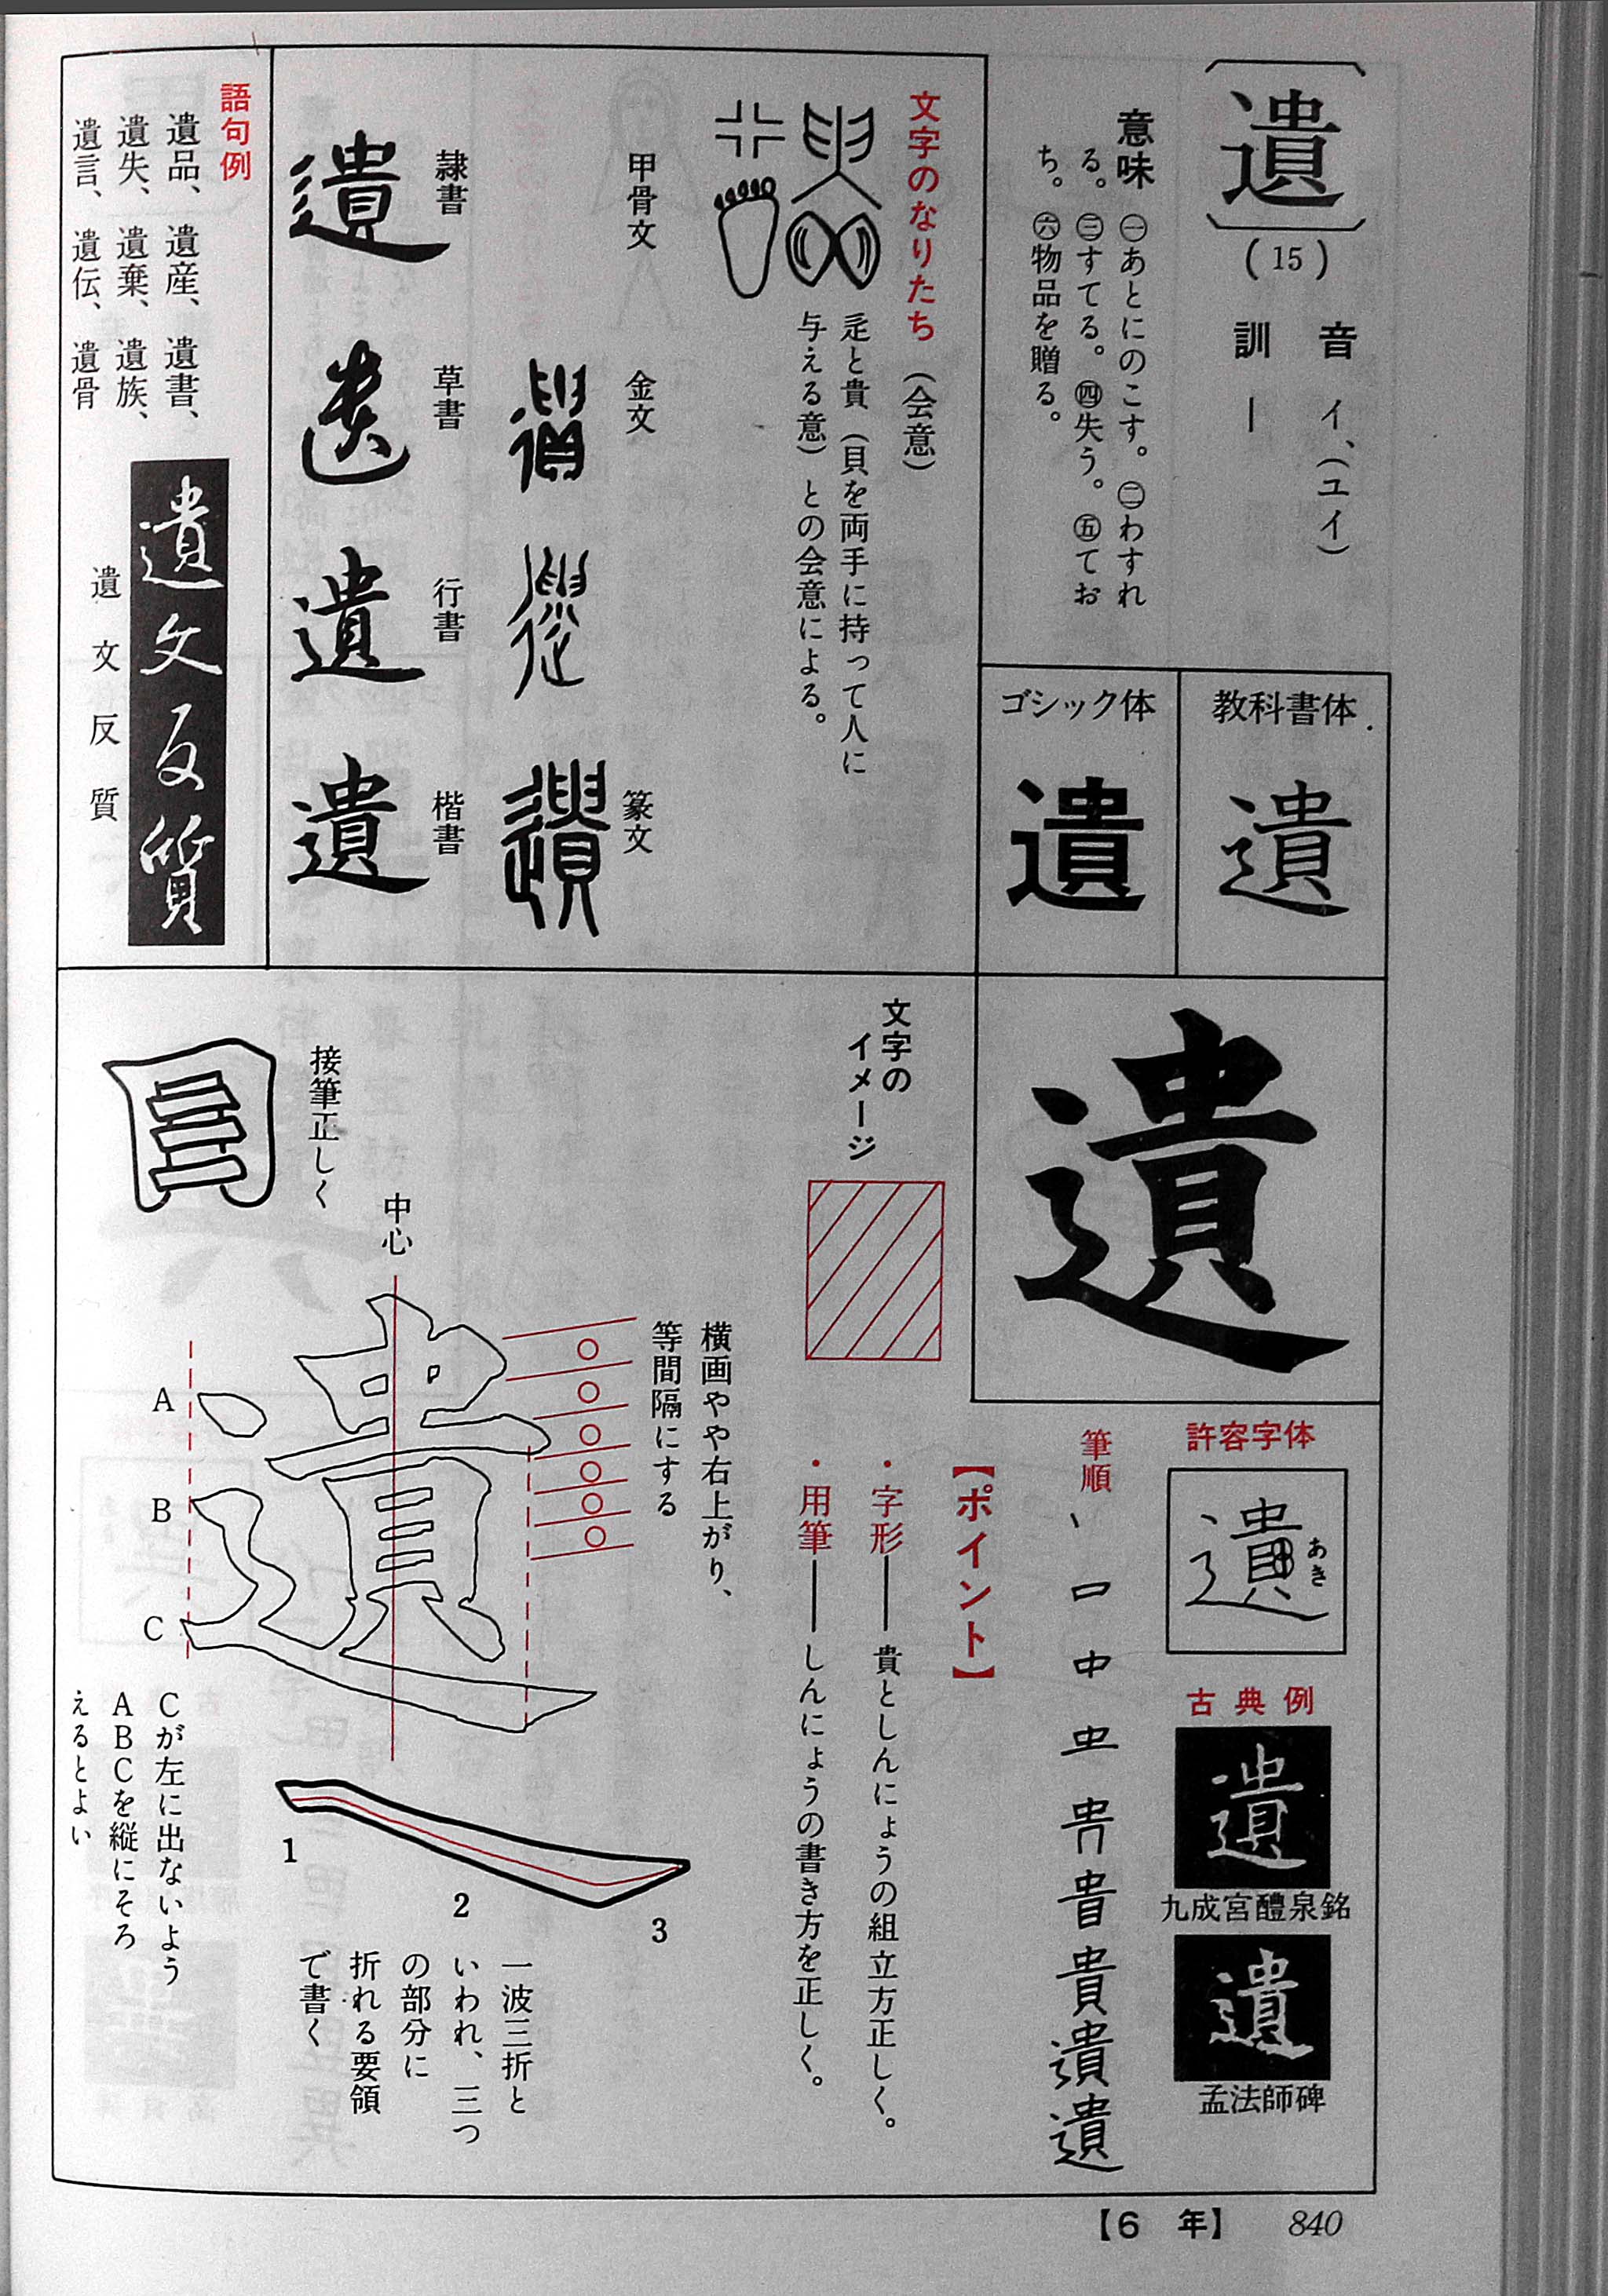 遺
(15)
音 イ、(ユイ)
訓 ―
意味 ㊀あとにのこす。㊁わすれ
る。㊂すてる。㊃失う。㊄てお
ち。㊅物品を贈る。
教科書体
遺
ゴシック体
遺
文字のなりたち(会意)
辵と貴(貝を両手に持って人に
与える意)との会意による。
甲骨文
金文
篆文
隷書
遺
草書
遺
行書
遺
楷書
遺
語句例
遺品、遺産、遺書、
遺失、遺棄、遺族、
遺言、遺伝、遺骨
遺文反質
遺文反質
遺
許容字体
遺
あき
古典例
遺
九成宮醴泉銘
遺
孟法師碑
筆順
丶 口 中 虫 𠀐 貴 遺 遺
【ポイント】
・字形―貴としんにょうの組立方正しく。
・用筆―しんにょうの書き方を正しく。
文字の
イメージ
横画やや右上がり、
等間隔にする
中心
接筆正しく
A
B
C
Cが左に出ないよう
ABCを縦にそろ
えるとよい
1
2
3
一波三折と
いわれ、三つ
の部分に
折れる要領
で書く
【6 年】 840